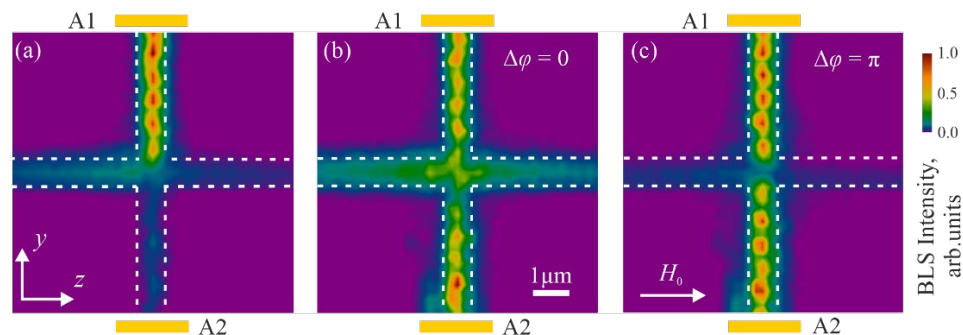 A1 A1 A1
(a) (b) Δφ = 0 (c) Δφ = π
1.0
0.5
0.0
BLS Intensity,
arb.units
y
z
1μm
H₀
A2 A2 A2